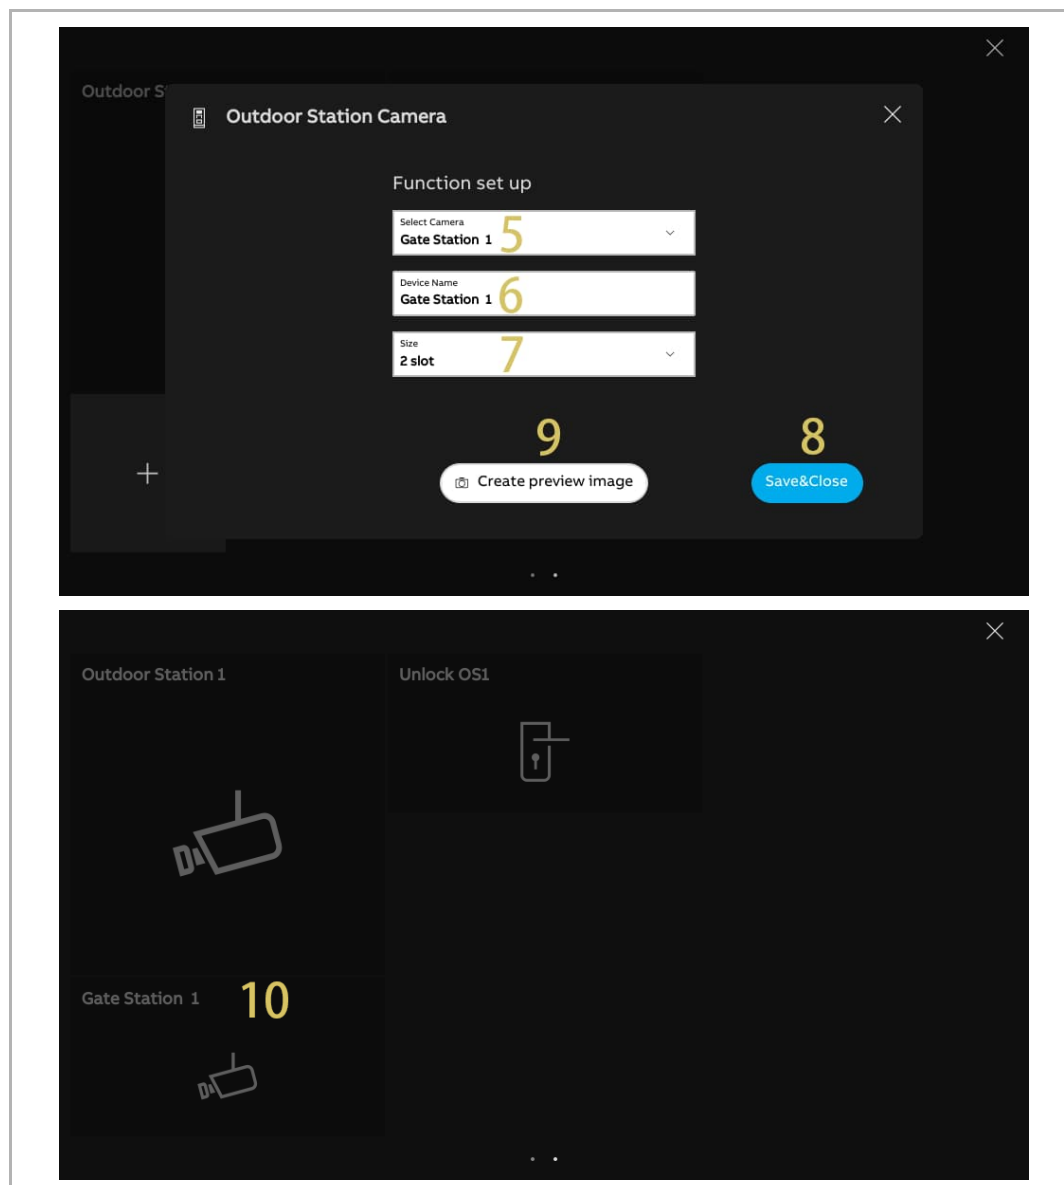 Outdoor S
Outdoor Station Camera
Function set up
Select Camera
Gate Station 1
5
Device Name
Gate Station 1
6
Size
2 slot
7
9
8
Create preview image
Save&Close
Outdoor Station 1
Unlock OS1
Gate Station 1
10